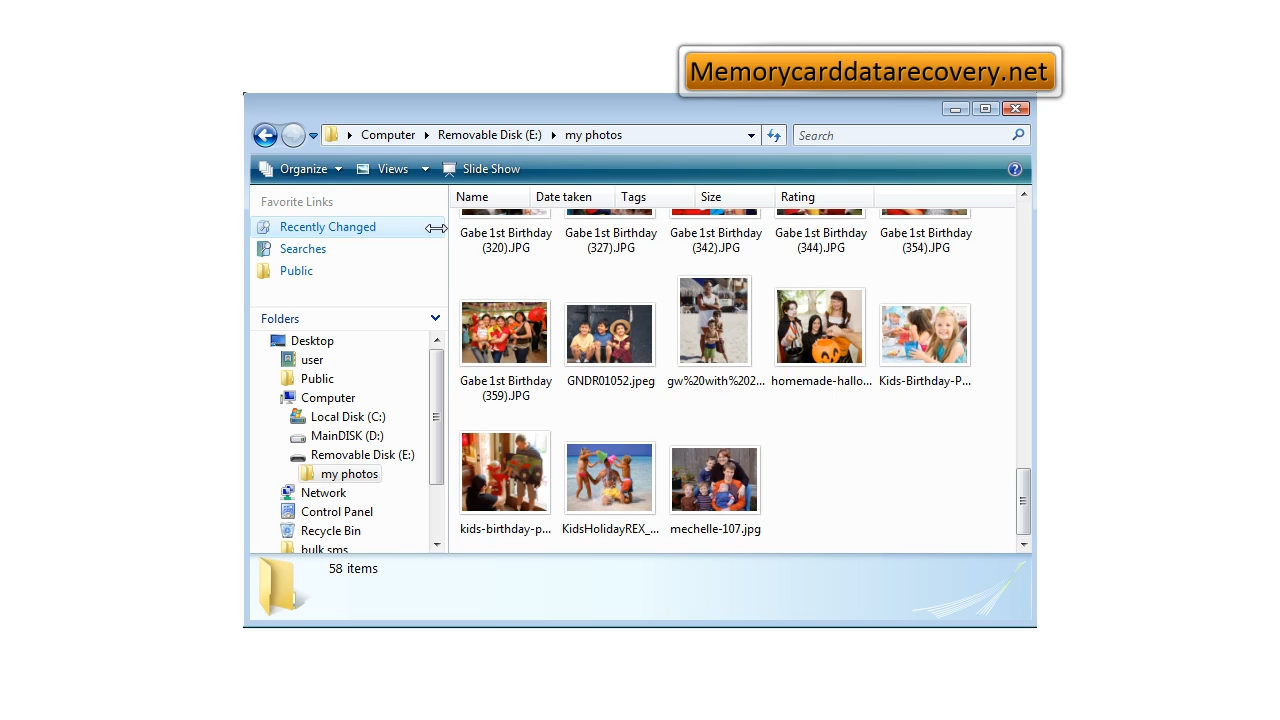 Memorycarddatarecovery.net
Computer Removable Disk (E:) my photos Search
Organize Views Slide Show
Favorite Links
Recently Changed
Searches
Public
Folders
Desktop
user
Public
Computer
Local Disk (C:)
MainDISK (D:)
Removable Disk (E:)
my photos
Network
Control Panel
Recycle Bin
bulk sms
Name Date taken Tags Size Rating
Gabe 1st Birthday (320).JPG
Gabe 1st Birthday (327).JPG
Gabe 1st Birthday (342).JPG
Gabe 1st Birthday (344).JPG
Gabe 1st Birthday (354).JPG
Gabe 1st Birthday (359).JPG
GNDR01052.jpeg
gw%20with%202...
homemade-hallo...
Kids-Birthday-P...
kids-birthday-p...
KidsHolidayREX_...
mechelle-107.jpg
58 items